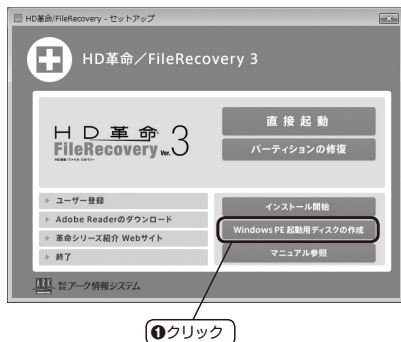 HD革命/FileRecovery - セットアップ
HD革命/FileRecovery 3
HD革命 3
FileRecovery Ver.
HD革命/ファイル・リカバリー
直接起動
パーティションの修復
ユーザー登録
Adobe Readerのダウンロード
革命シリーズ紹介 Webサイト
終了
インストール開始
Windows PE 起動用ディスクの作成
マニュアル参照
株式会社アーク情報システム
❶クリック